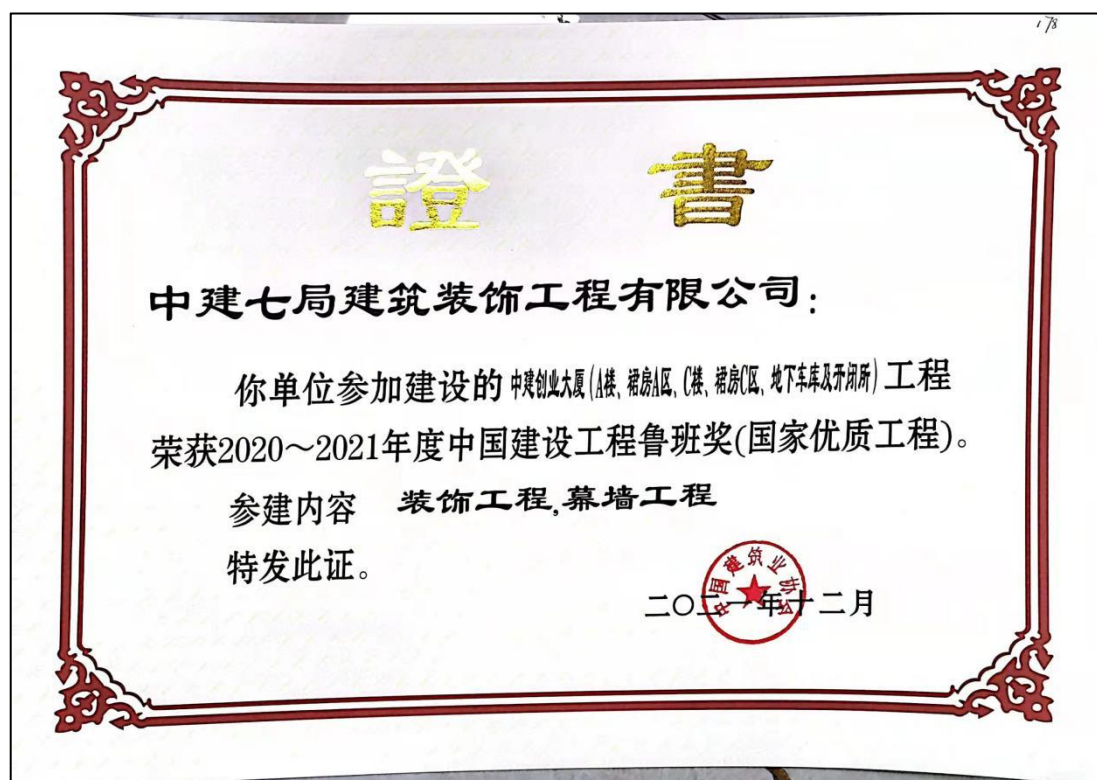 178
證書
中建七局建筑装饰工程有限公司：
你单位参加建设的 中建创业大厦(A楼、裙房A区、C楼、裙房C区、地下车库及开闭所)工程
荣获2020～2021年度中国建设工程鲁班奖(国家优质工程)。
参建内容 装饰工程,幕墙工程
特发此证。
中国建筑业协会
二〇二一年十二月